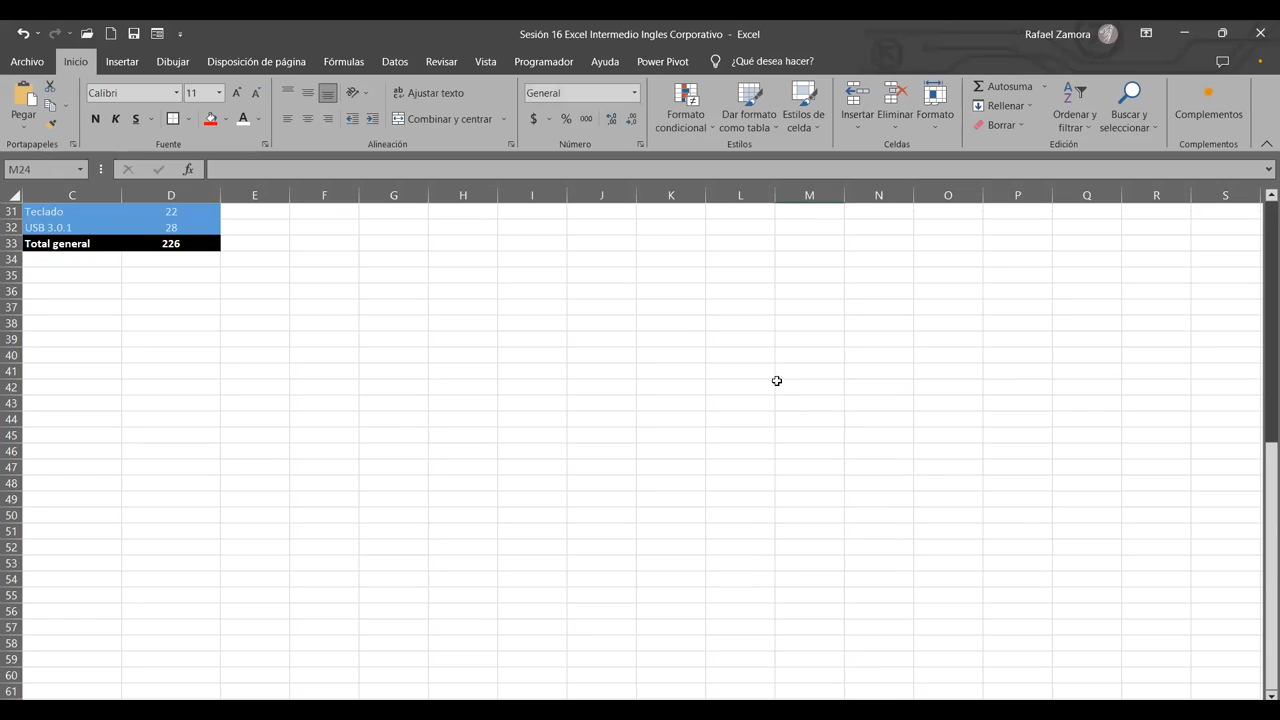 Sesión 16 Excel Intermedio Ingles Corporativo - Excel
Rafael Zamora
Archivo Inicio Insertar Dibujar Disposición de página Fórmulas Datos Revisar Vista Programador Ayuda Power Pivot ¿Qué desea hacer?
Pegar
Calibri 11
N K S
A
Ajustar texto
Combinar y centrar
General
$ % 000
Formato condicional
Dar formato como tabla
Estilos de celda
Insertar Eliminar Formato
Autosuma
Rellenar
Borrar
Ordenar y filtrar
Buscar y seleccionar
Complementos
Portapapeles Fuente Alineación Número Estilos Celdas Edición Complementos
M24 fx
C D E F G H I J K L M N O P Q R S
31 Teclado 22
32 USB 3.0.1 28
33 Total general 226
34
35
36
37
38
39
40
41
42
43
44
45
46
47
48
49
50
51
52
53
54
55
56
57
58
59
60
61